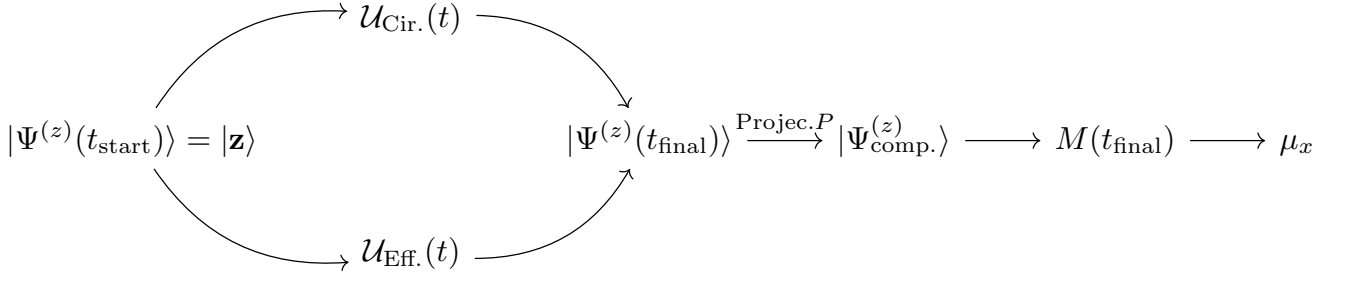 𝒰_Cir.(t)
|Ψ^(z)(t_start)⟩ = |𝐳⟩ |Ψ^(z)(t_final)⟩ Projec.P |Ψ^(z)_comp.⟩ M(t_final) μ_x
𝒰_Eff.(t)